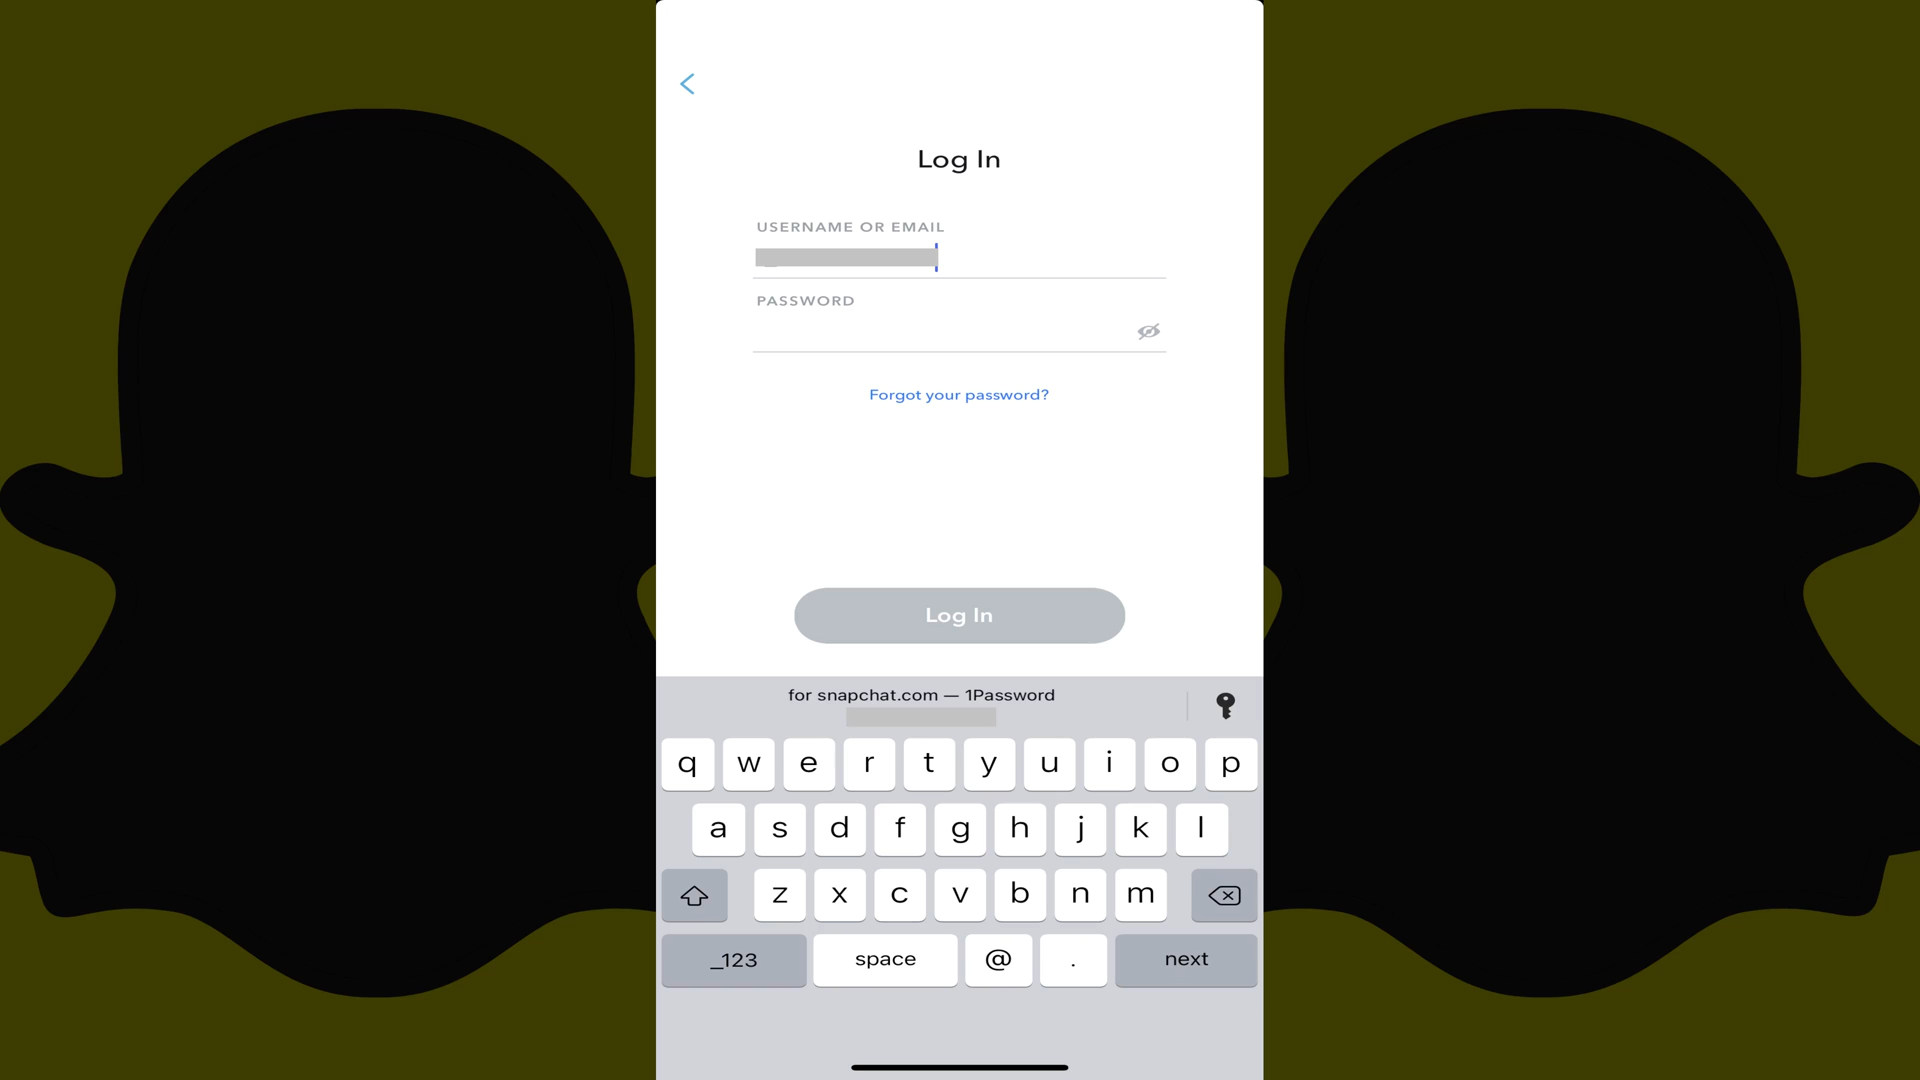 Log In
USERNAME OR EMAIL
PASSWORD
Forgot your password?
Log In
for snapchat.com — 1Password
q w e r t y u i o p
a s d f g h j k l
z x c v b n m
_123 space @ . next